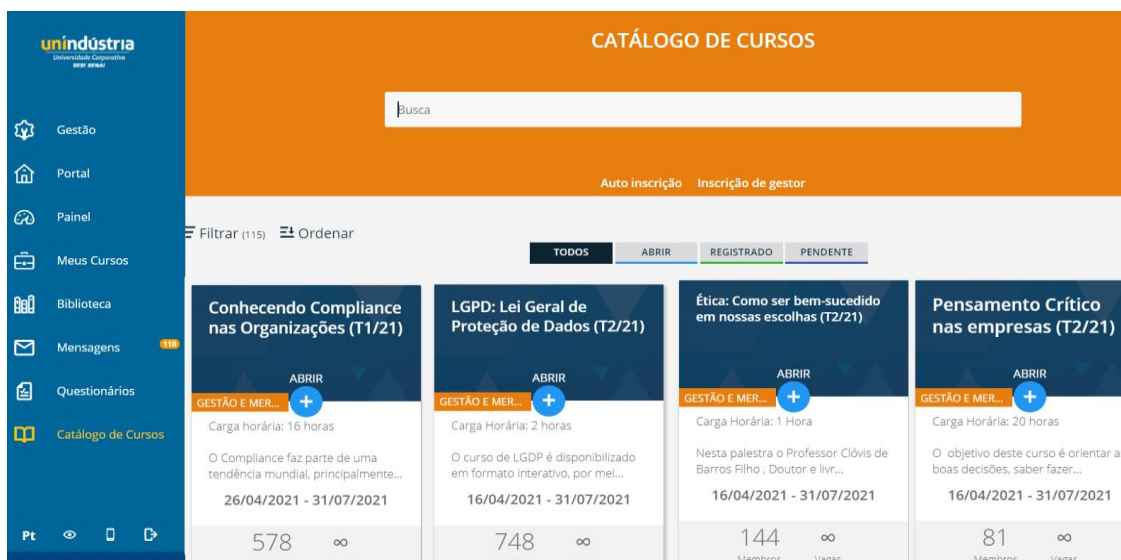 unindústria
Universidade Corporativa
SESI SENAI
Gestão
Portal
Painel
Meus Cursos
Biblioteca
Mensagens 110
Questionários
Catálogo de Cursos
Pt
CATÁLOGO DE CURSOS
Busca
Auto inscrição Inscrição de gestor
Filtrar (115) Ordenar
TODOS ABRIR REGISTRADO PENDENTE
Conhecendo Compliance
nas Organizações (T1/21)
ABRIR
GESTÃO E MER...
Carga horária: 16 horas
O Compliance faz parte de uma
tendência mundial, principalmente...
26/04/2021 - 31/07/2021
578 ∞
LGPD: Lei Geral de
Proteção de Dados (T2/21)
ABRIR
GESTÃO E MER...
Carga Horária: 2 horas
O curso de LGDP é disponibilizado
em formato interativo, por mei...
16/04/2021 - 31/07/2021
748 ∞
Ética: Como ser bem-sucedido
em nossas escolhas (T2/21)
ABRIR
GESTÃO E MER...
Carga Horária: 1 Hora
Nesta palestra o Professor Clóvis de
Barros Filho , Doutor e livr...
16/04/2021 - 31/07/2021
144 ∞
Membros Vagas
Pensamento Crítico
nas empresas (T2/21)
ABRIR
GESTÃO E MER...
Carga Horária: 20 horas
O objetivo deste curso é orientar a
boas decisões, saber fazer...
16/04/2021 - 31/07/2021
81 ∞
Membros Vagas